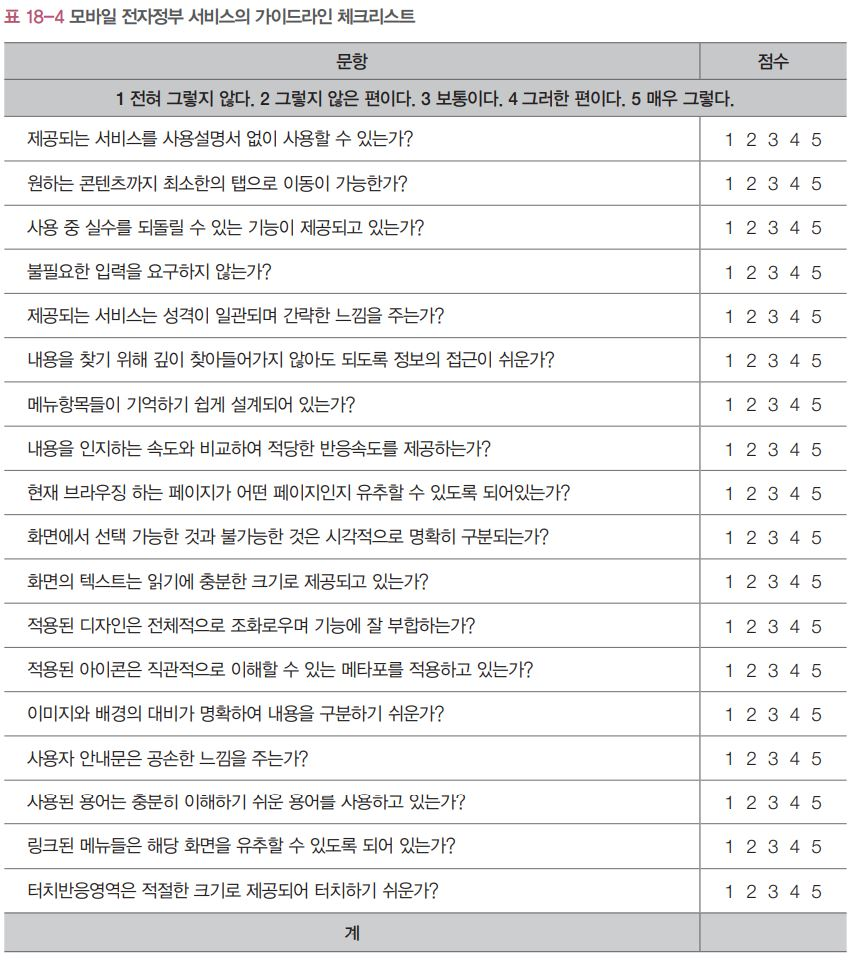 표 18-4 모바일 전자정부 서비스의 가이드라인 체크리스트
문항 점수
1 전혀 그렇지 않다. 2 그렇지 않은 편이다. 3 보통이다. 4 그러한 편이다. 5 매우 그렇다.
제공되는 서비스를 사용설명서 없이 사용할 수 있는가? 1 2 3 4 5
원하는 콘텐츠까지 최소한의 탭으로 이동이 가능한가? 1 2 3 4 5
사용 중 실수를 되돌릴 수 있는 기능이 제공되고 있는가? 1 2 3 4 5
불필요한 입력을 요구하지 않는가? 1 2 3 4 5
제공되는 서비스는 성격이 일관되며 간략한 느낌을 주는가? 1 2 3 4 5
내용을 찾기 위해 깊이 찾아들어가지 않아도 되도록 정보의 접근이 쉬운가? 1 2 3 4 5
메뉴항목들이 기억하기 쉽게 설계되어 있는가? 1 2 3 4 5
내용을 인지하는 속도와 비교하여 적당한 반응속도를 제공하는가? 1 2 3 4 5
현재 브라우징 하는 페이지가 어떤 페이지인지 유추할 수 있도록 되어있는가? 1 2 3 4 5
화면에서 선택 가능한 것과 불가능한 것은 시각적으로 명확히 구분되는가? 1 2 3 4 5
화면의 텍스트는 읽기에 충분한 크기로 제공되고 있는가? 1 2 3 4 5
적용된 디자인은 전체적으로 조화로우며 기능에 잘 부합하는가? 1 2 3 4 5
적용된 아이콘은 직관적으로 이해할 수 있는 메타포를 적용하고 있는가? 1 2 3 4 5
이미지와 배경의 대비가 명확하여 내용을 구분하기 쉬운가? 1 2 3 4 5
사용자 안내문은 공손한 느낌을 주는가? 1 2 3 4 5
사용된 용어는 충분히 이해하기 쉬운 용어를 사용하고 있는가? 1 2 3 4 5
링크된 메뉴들은 해당 화면을 유추할 수 있도록 되어 있는가? 1 2 3 4 5
터치반응영역은 적절한 크기로 제공되어 터치하기 쉬운가? 1 2 3 4 5
계